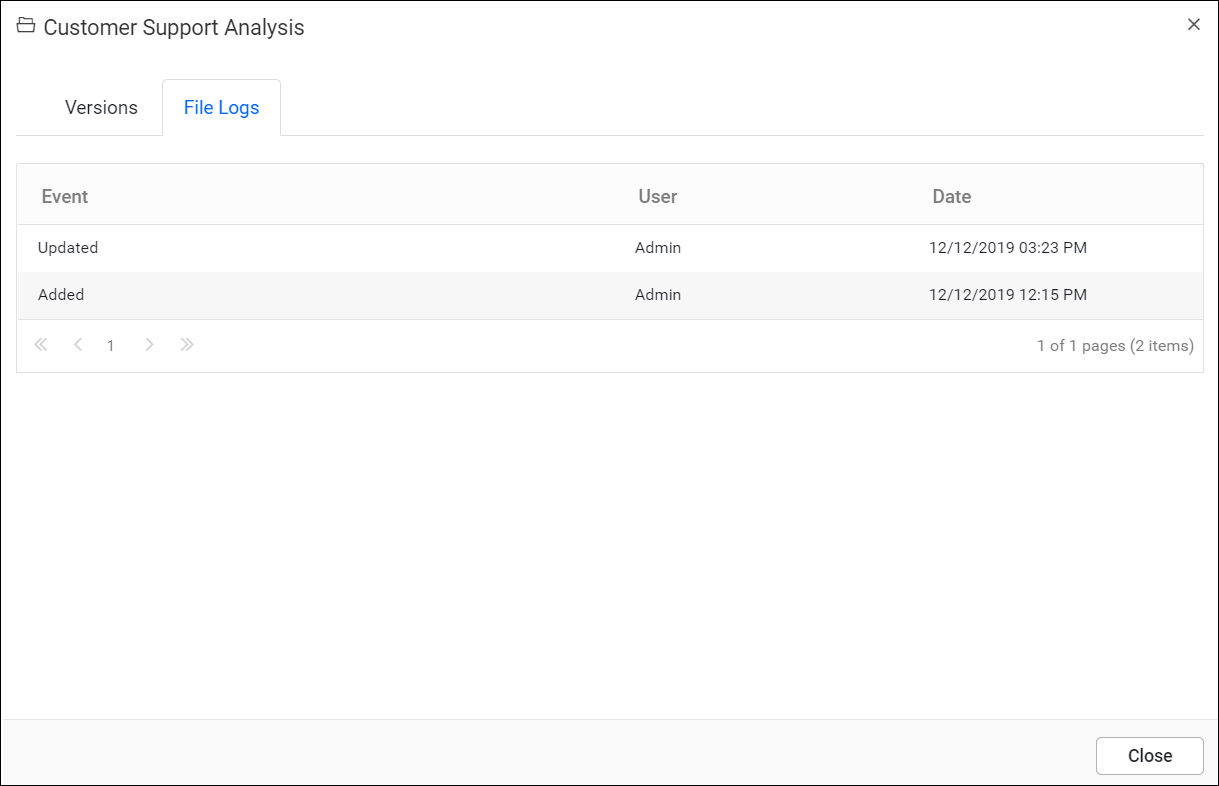 Customer Support Analysis
Versions File Logs
Event User Date
Updated Admin 12/12/2019 03:23 PM
Added Admin 12/12/2019 12:15 PM
1 1 of 1 pages (2 items)
Close